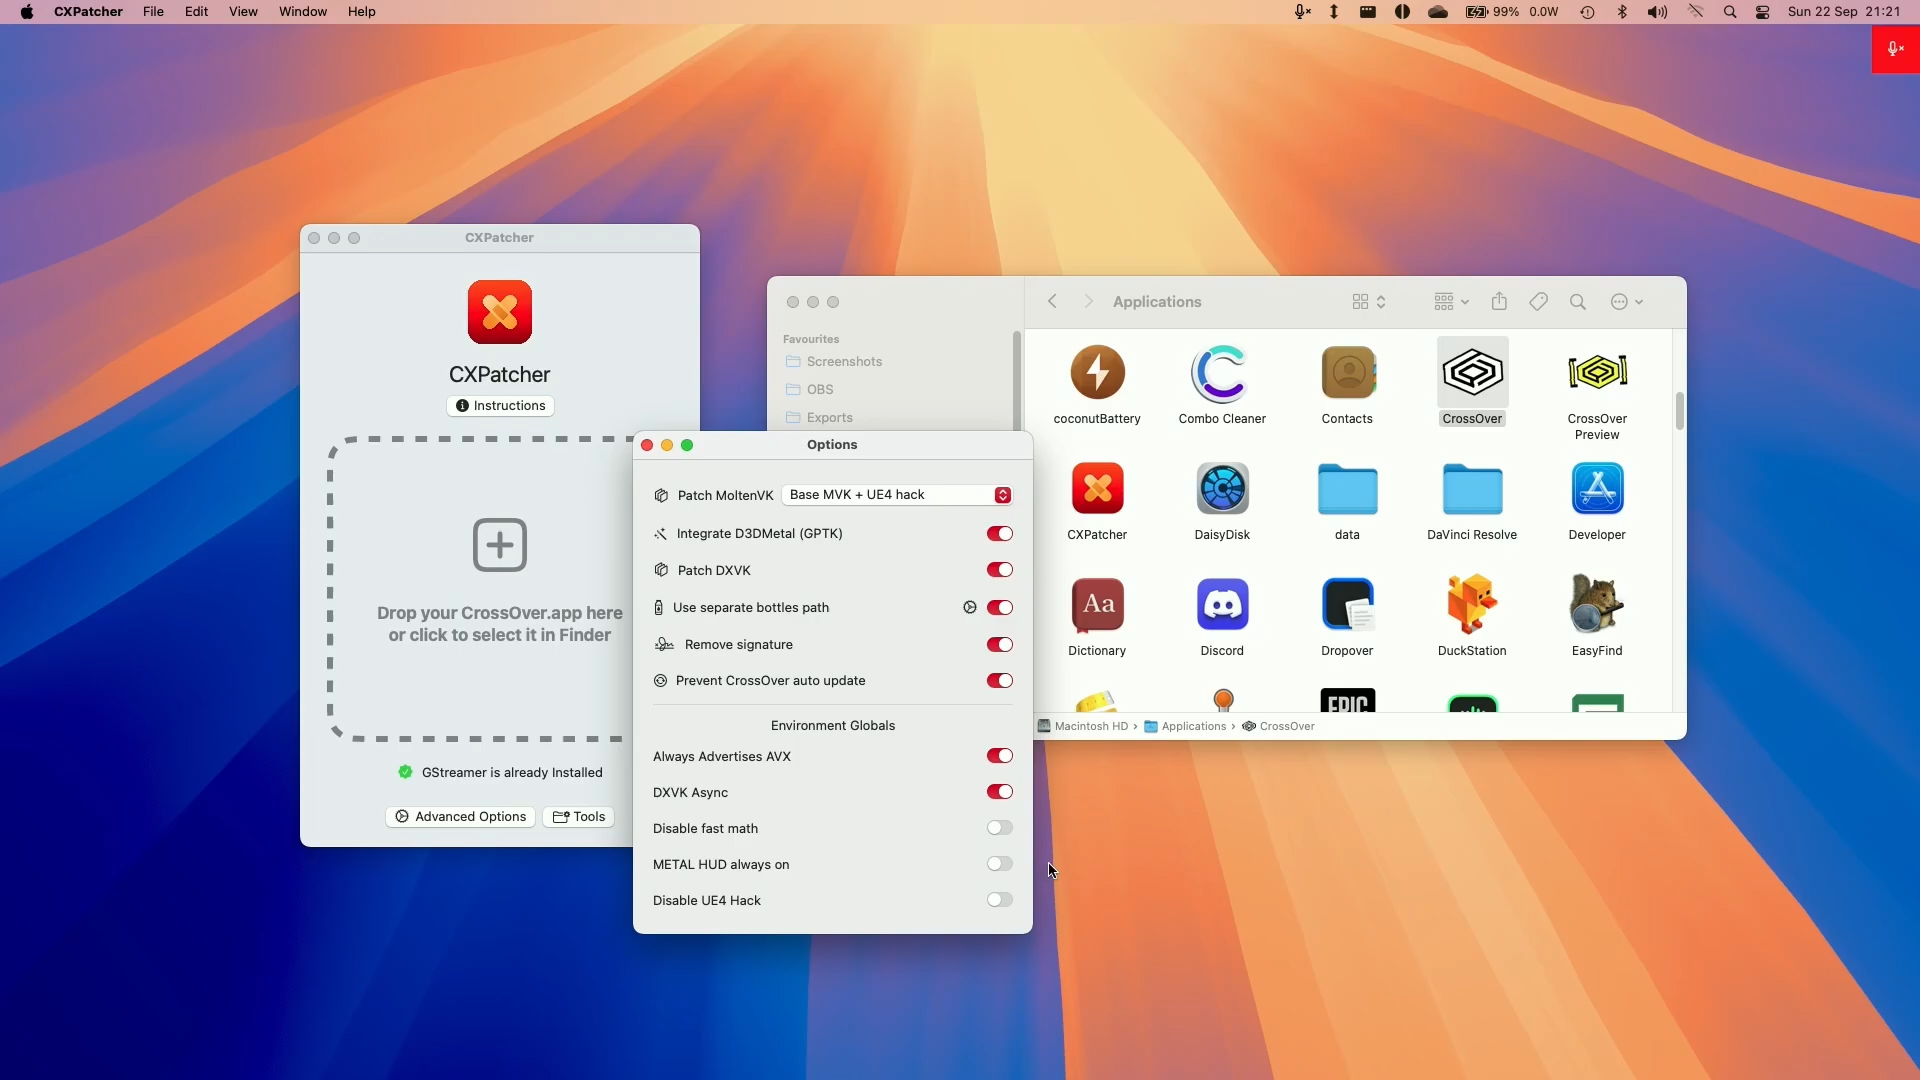 CXPatcher File Edit View Window Help
99% 0.0W Sun 22 Sep 21:21
CXPatcher
CXPatcher
Instructions
Drop your CrossOver.app here
or click to select it in Finder
GStreamer is already Installed
Advanced Options Tools
Applications
Favourites
Screenshots
OBS
Exports
coconutBattery
Combo Cleaner
Contacts
CrossOver
CrossOver
Preview
CXPatcher
DaisyDisk
data
DaVinci Resolve
Developer
Aa
Dictionary
Discord
Dropover
DuckStation
EasyFind
EPIC
Macintosh HD › Applications › CrossOver
Options
Patch MoltenVK Base MVK + UE4 hack
Integrate D3DMetal (GPTK)
Patch DXVK
Use separate bottles path
Remove signature
Prevent CrossOver auto update
Environment Globals
Always Advertises AVX
DXVK Async
Disable fast math
METAL HUD always on
Disable UE4 Hack